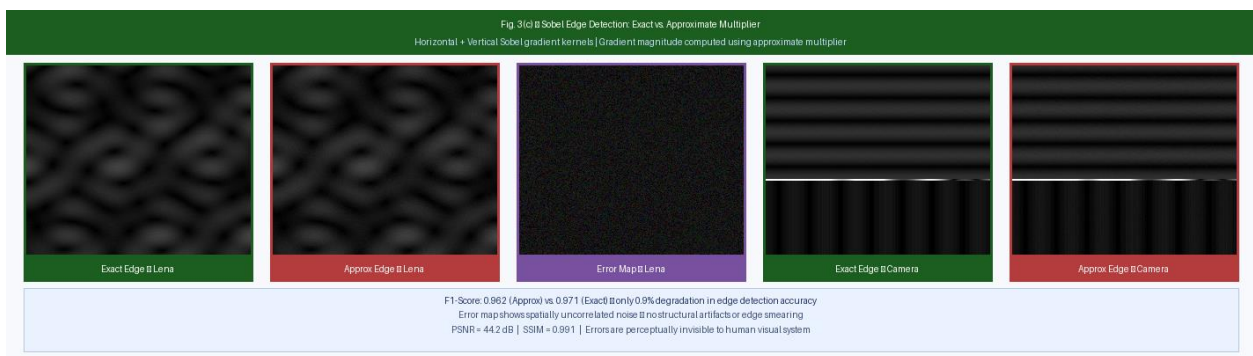 Fig. 3(c) ☒ Sobel Edge Detection: Exact vs. Approximate Multiplier
Horizontal + Vertical Sobel gradient kernels | Gradient magnitude computed using approximate multiplier
Exact Edge ☒ Lena
Approx Edge ☒ Lena
Error Map ☒ Lena
Exact Edge ☒ Camera
Approx Edge ☒ Camera
F1-Score: 0.962 (Approx) vs. 0.971 (Exact) ☒ only 0.9% degradation in edge detection accuracy
Error map shows spatially uncorrelated noise ☒ no structural artifacts or edge smearing
PSNR = 44.2 dB | SSIM = 0.991 | Errors are perceptually invisible to human visual system